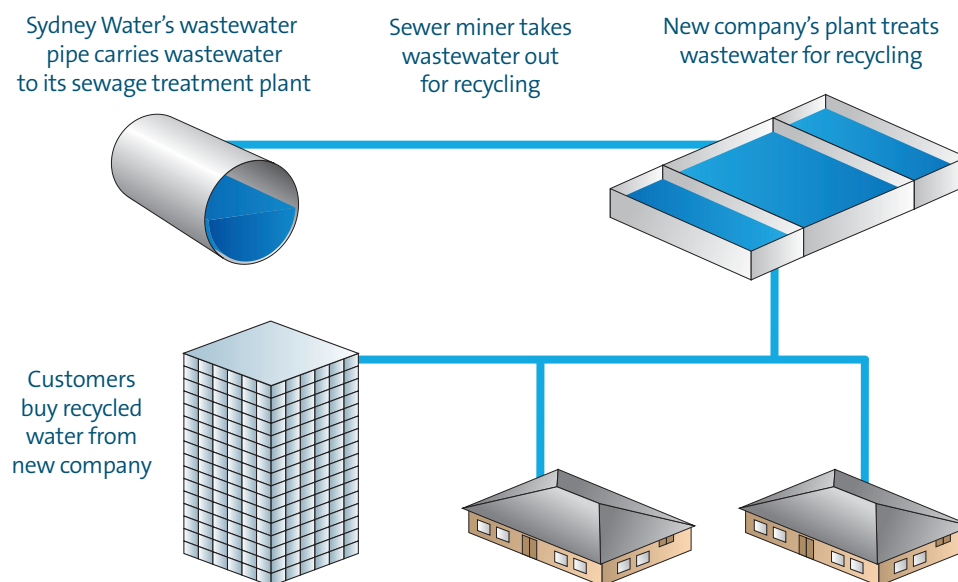 Sydney Water’s wastewater
pipe carries wastewater
to its sewage treatment plant
Sewer miner takes
wastewater out
for recycling
New company’s plant treats
wastewater for recycling
Customers
buy recycled
water from
new company